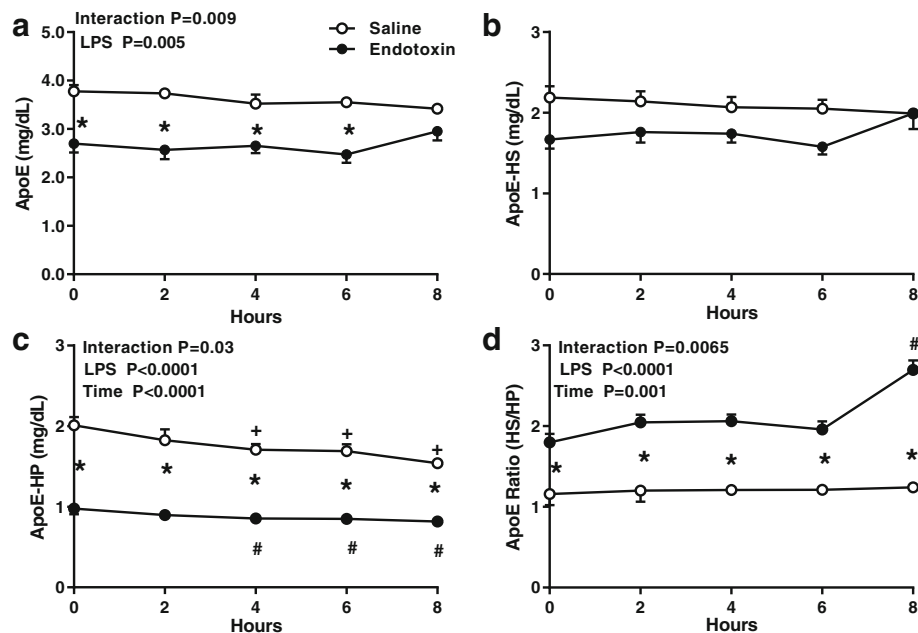 a
Interaction P=0.009
LPS P=0.005
Saline
Endotoxin
5.0
4.0
3.0
2.0
1.0
0.0
ApoE (mg/dL)
* * * *
0 2 4 6 8
Hours
b
3
2
1
0
ApoE-HS (mg/dL)
0 2 4 6 8
Hours
c
Interaction P=0.03
LPS P<0.0001
Time P<0.0001
3
2
1
0
ApoE-HP (mg/dL)
+ + +
* * * * *
# # #
0 2 4 6 8
Hours
d
Interaction P=0.0065
LPS P<0.0001
Time P=0.001
3
2
1
0
ApoE Ratio (HS/HP)
#
* * * * *
0 2 4 6 8
Hours